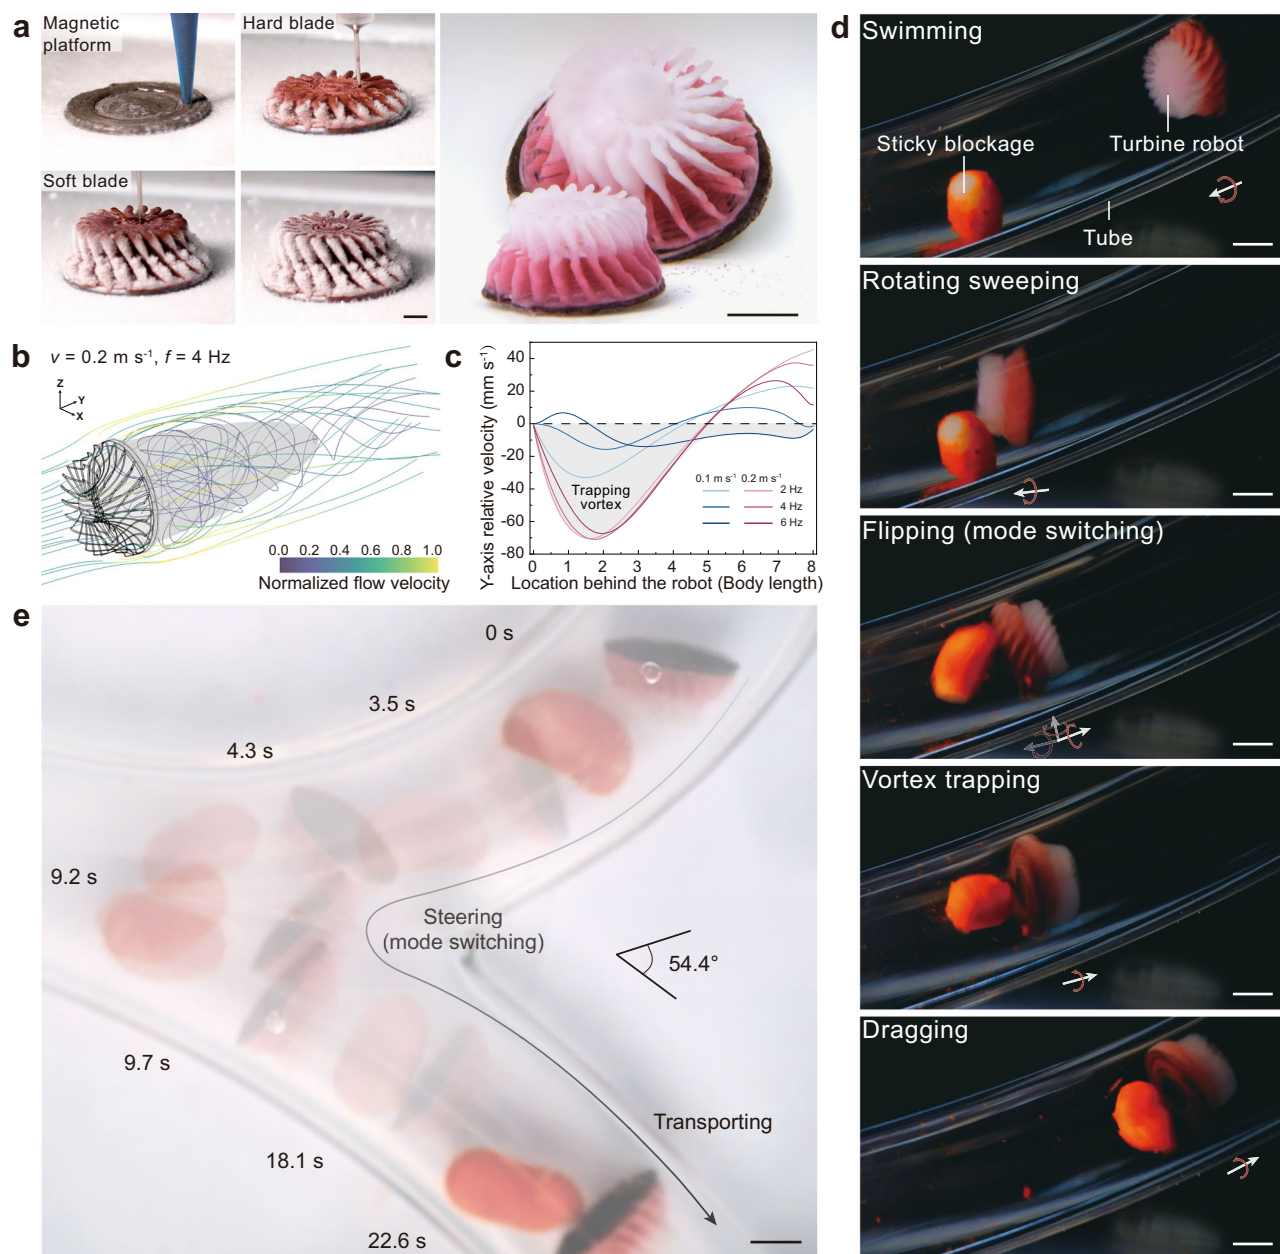 a
Magnetic
platform
Hard blade
Soft blade
b
v = 0.2 m s⁻¹, f = 4 Hz
Z
Y
X
0.0 0.2 0.4 0.6 0.8 1.0
Normalized flow velocity
c
Y-axis relative velocity (mm s⁻¹)
40
20
0
-20
-40
-60
-80
Trapping
vortex
0.1 m s⁻¹ 0.2 m s⁻¹
2 Hz
4 Hz
6 Hz
0 1 2 3 4 5 6 7 8
Location behind the robot (Body length)
d
Swimming
Sticky blockage
Turbine robot
Tube
Rotating sweeping
Flipping (mode switching)
Vortex trapping
Dragging
e
0 s
3.5 s
4.3 s
9.2 s
Steering
(mode switching)
54.4°
9.7 s
Transporting
18.1 s
22.6 s